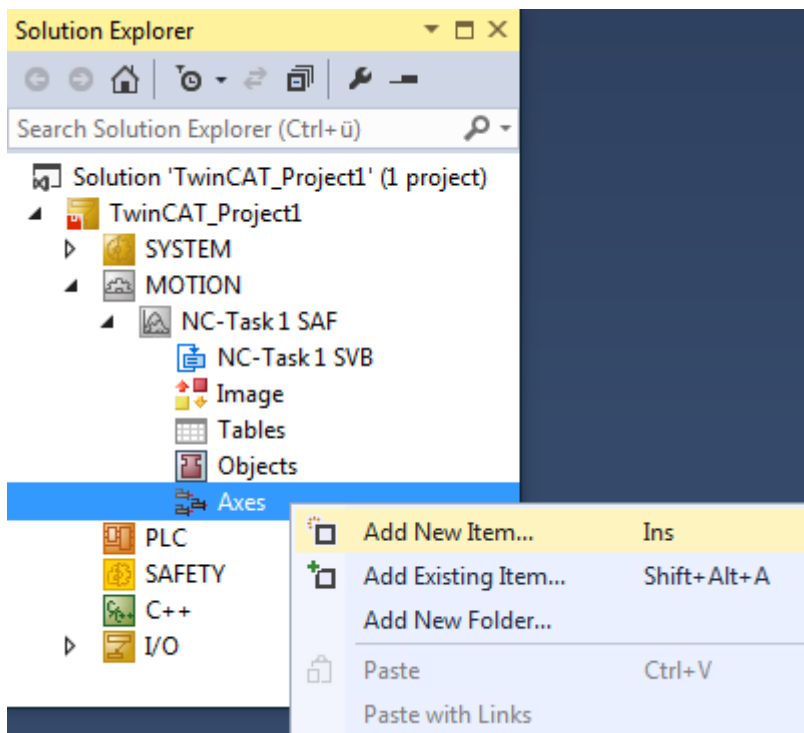 Solution Explorer
Search Solution Explorer (Ctrl+ü)
Solution 'TwinCAT_Project1' (1 project)
TwinCAT_Project1
SYSTEM
MOTION
NC-Task 1 SAF
NC-Task 1 SVB
Image
Tables
Objects
Axes
PLC
SAFETY
C++
I/O
Add New Item... Ins
Add Existing Item... Shift+Alt+A
Add New Folder...
Paste Ctrl+V
Paste with Links